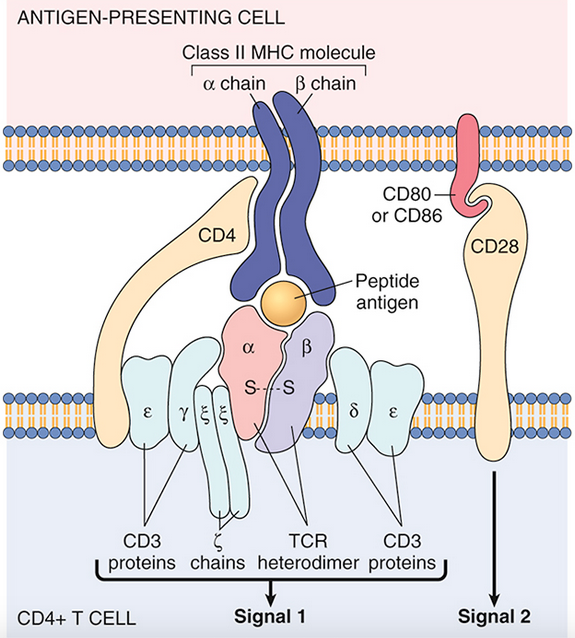 ANTIGEN-PRESENTING CELL
Class II MHC molecule
α chain
β chain
CD80
or CD86
CD4
CD28
Peptide
antigen
α
β
S----S
ε
γ
ξ
ξ
δ
ε
CD3
proteins
ζ
chains
TCR
heterodimer
CD3
proteins
CD4+ T CELL
Signal 1
Signal 2